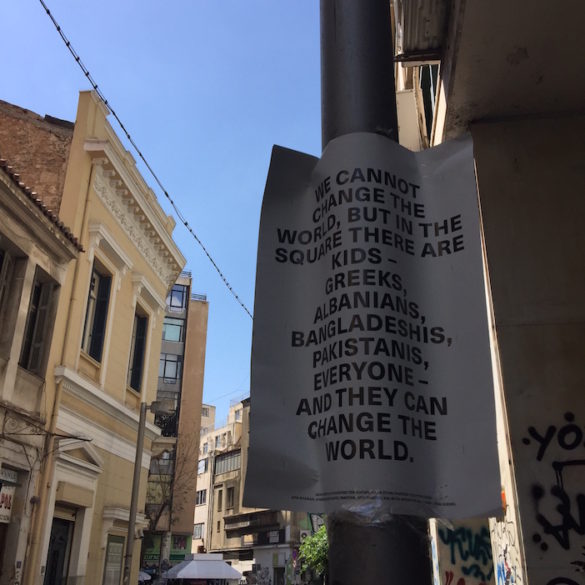 WE CANNOT
CHANGE THE
WORLD, BUT IN THE
SQUARE THERE ARE
KIDS –
GREEKS,
ALBANIANS,
BANGLADESHIS,
PAKISTANIS,
EVERYONE –
AND THEY CAN
CHANGE THE
WORLD.